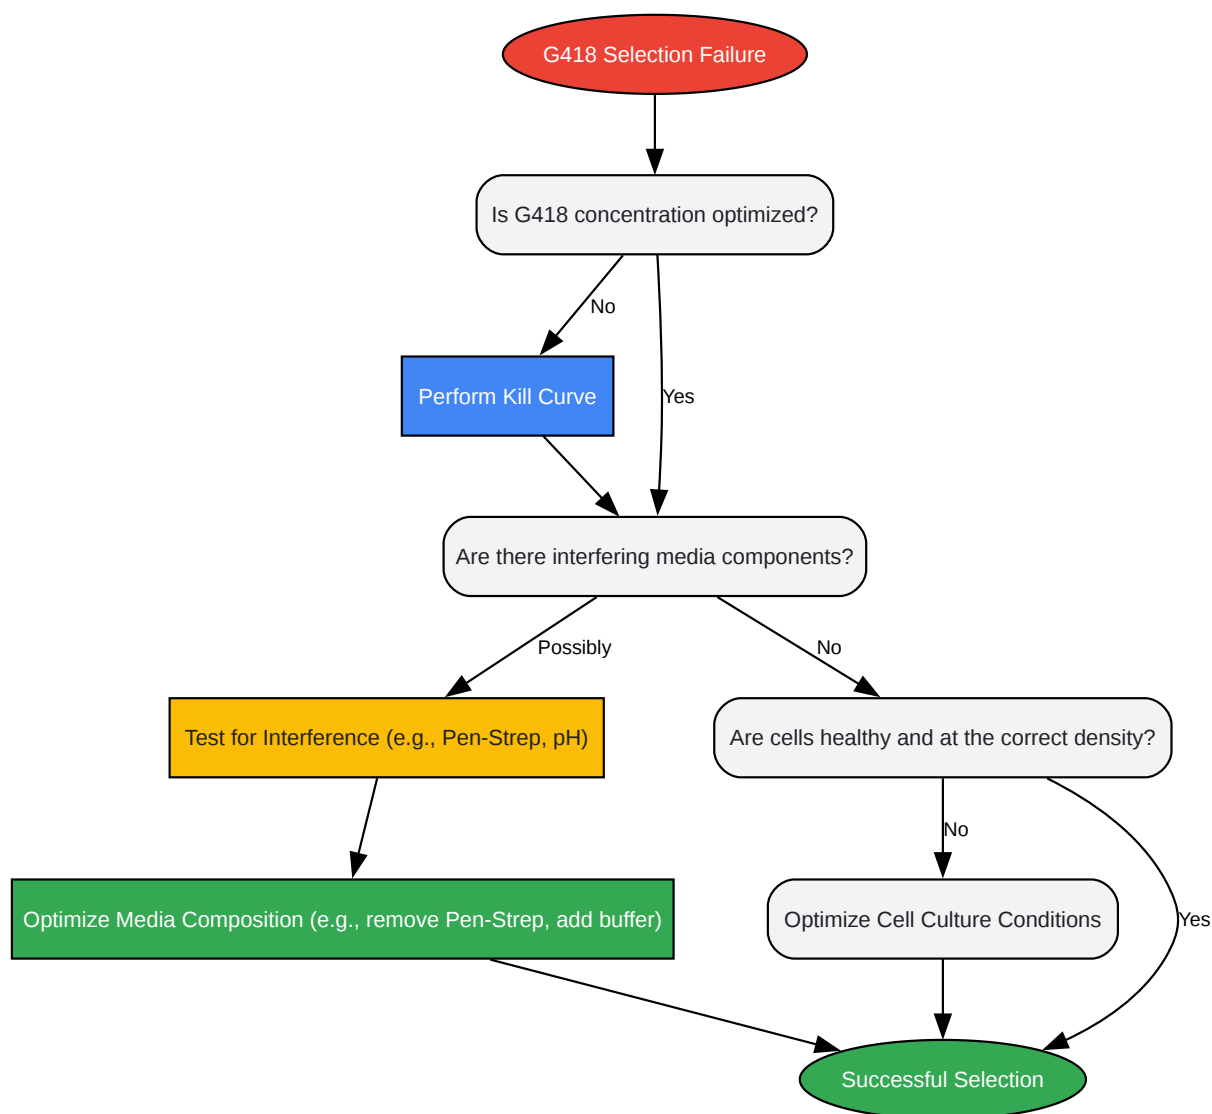 G418 Selection Failure
Is G418 concentration optimized?
No
Perform Kill Curve
Yes
Are there interfering media components?
Possibly
No
Test for Interference (e.g., Pen-Strep, pH)
Are cells healthy and at the correct density?
No
Optimize Media Composition (e.g., remove Pen-Strep, add buffer)
Optimize Cell Culture Conditions
Yes
Successful Selection